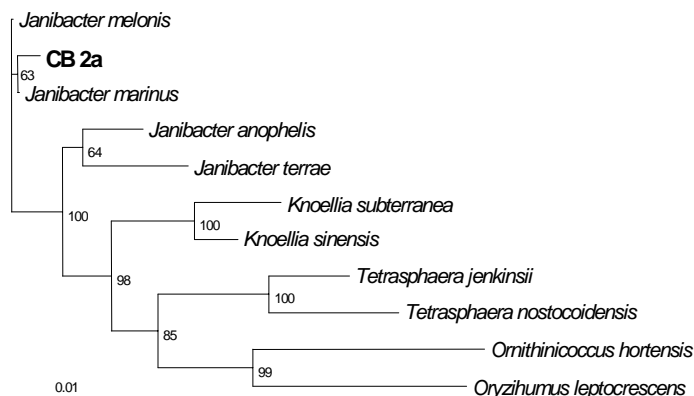 Janibacter melonis
CB 2a
63
Janibacter marinus
Janibacter anophelis
64
Janibacter terrae
100
Knoellia subterranea
100
Knoellia sinensis
98
Tetrasphaera jenkinsii
100
Tetrasphaera nostocoidensis
85
Ornithinicoccus hortensis
99
Oryzihumus leptocrescens
0.01